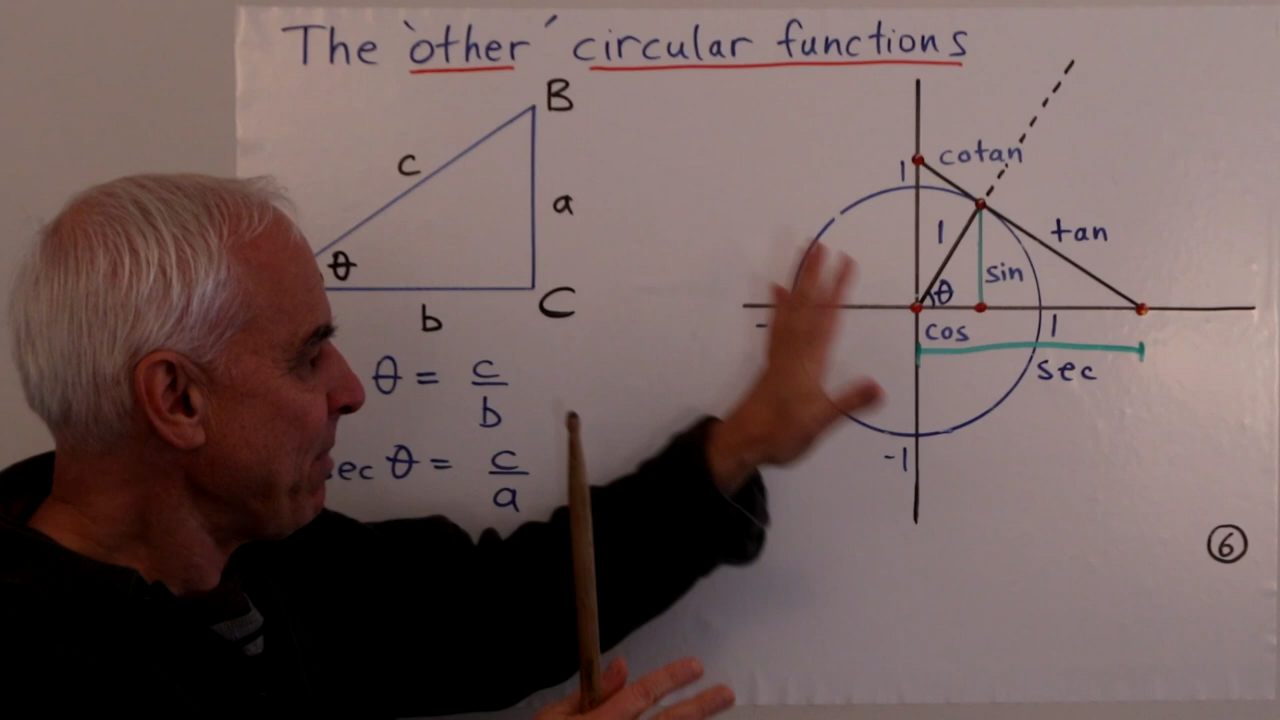 The 'other' circular functions
B
c
a
θ
b
C
θ = c/b
ec θ = c/a
cotan
1
1
tan
sin
θ
cos
1
sec
-
-1
6